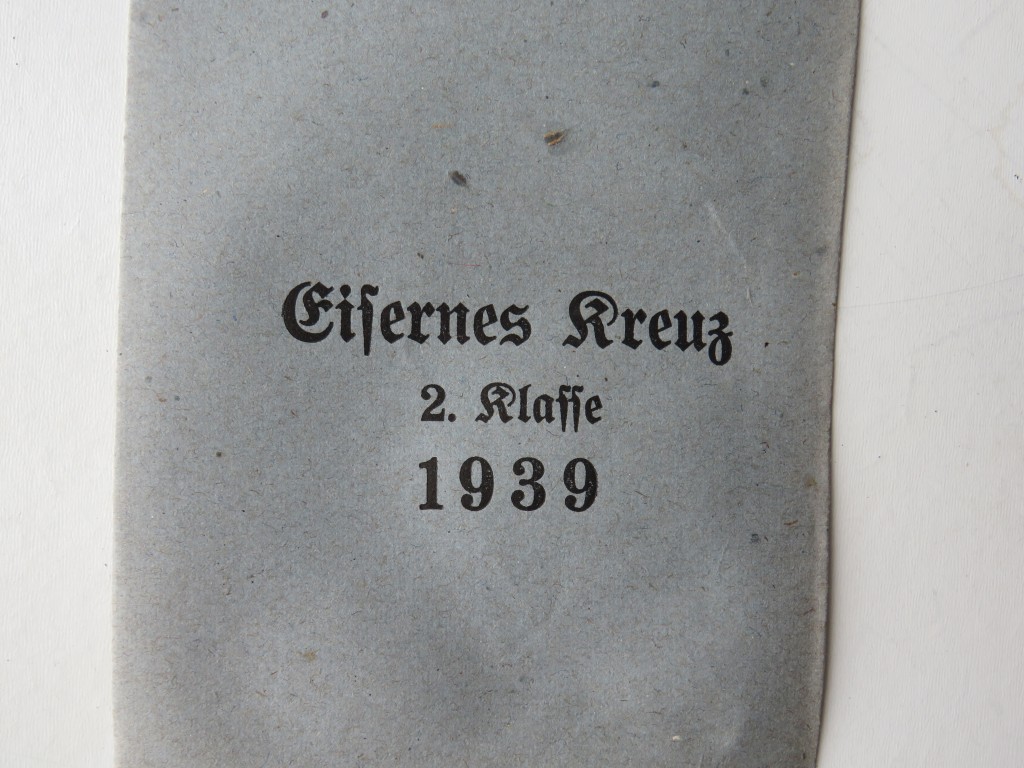 Eiſernes Kreuz
2. Klaſſe
1939